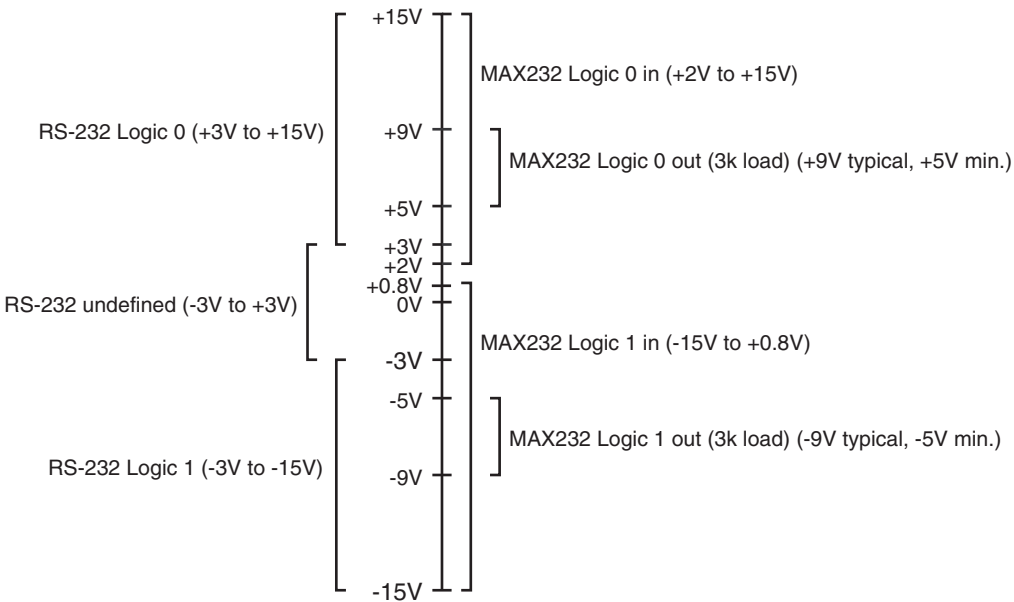 +15V
MAX232 Logic 0 in (+2V to +15V)
RS-232 Logic 0 (+3V to +15V)
+9V
MAX232 Logic 0 out (3k load) (+9V typical, +5V min.)
+5V
+3V
+2V
+0.8V
0V
RS-232 undefined (-3V to +3V)
MAX232 Logic 1 in (-15V to +0.8V)
-3V
-5V
MAX232 Logic 1 out (3k load) (-9V typical, -5V min.)
RS-232 Logic 1 (-3V to -15V)
-9V
-15V